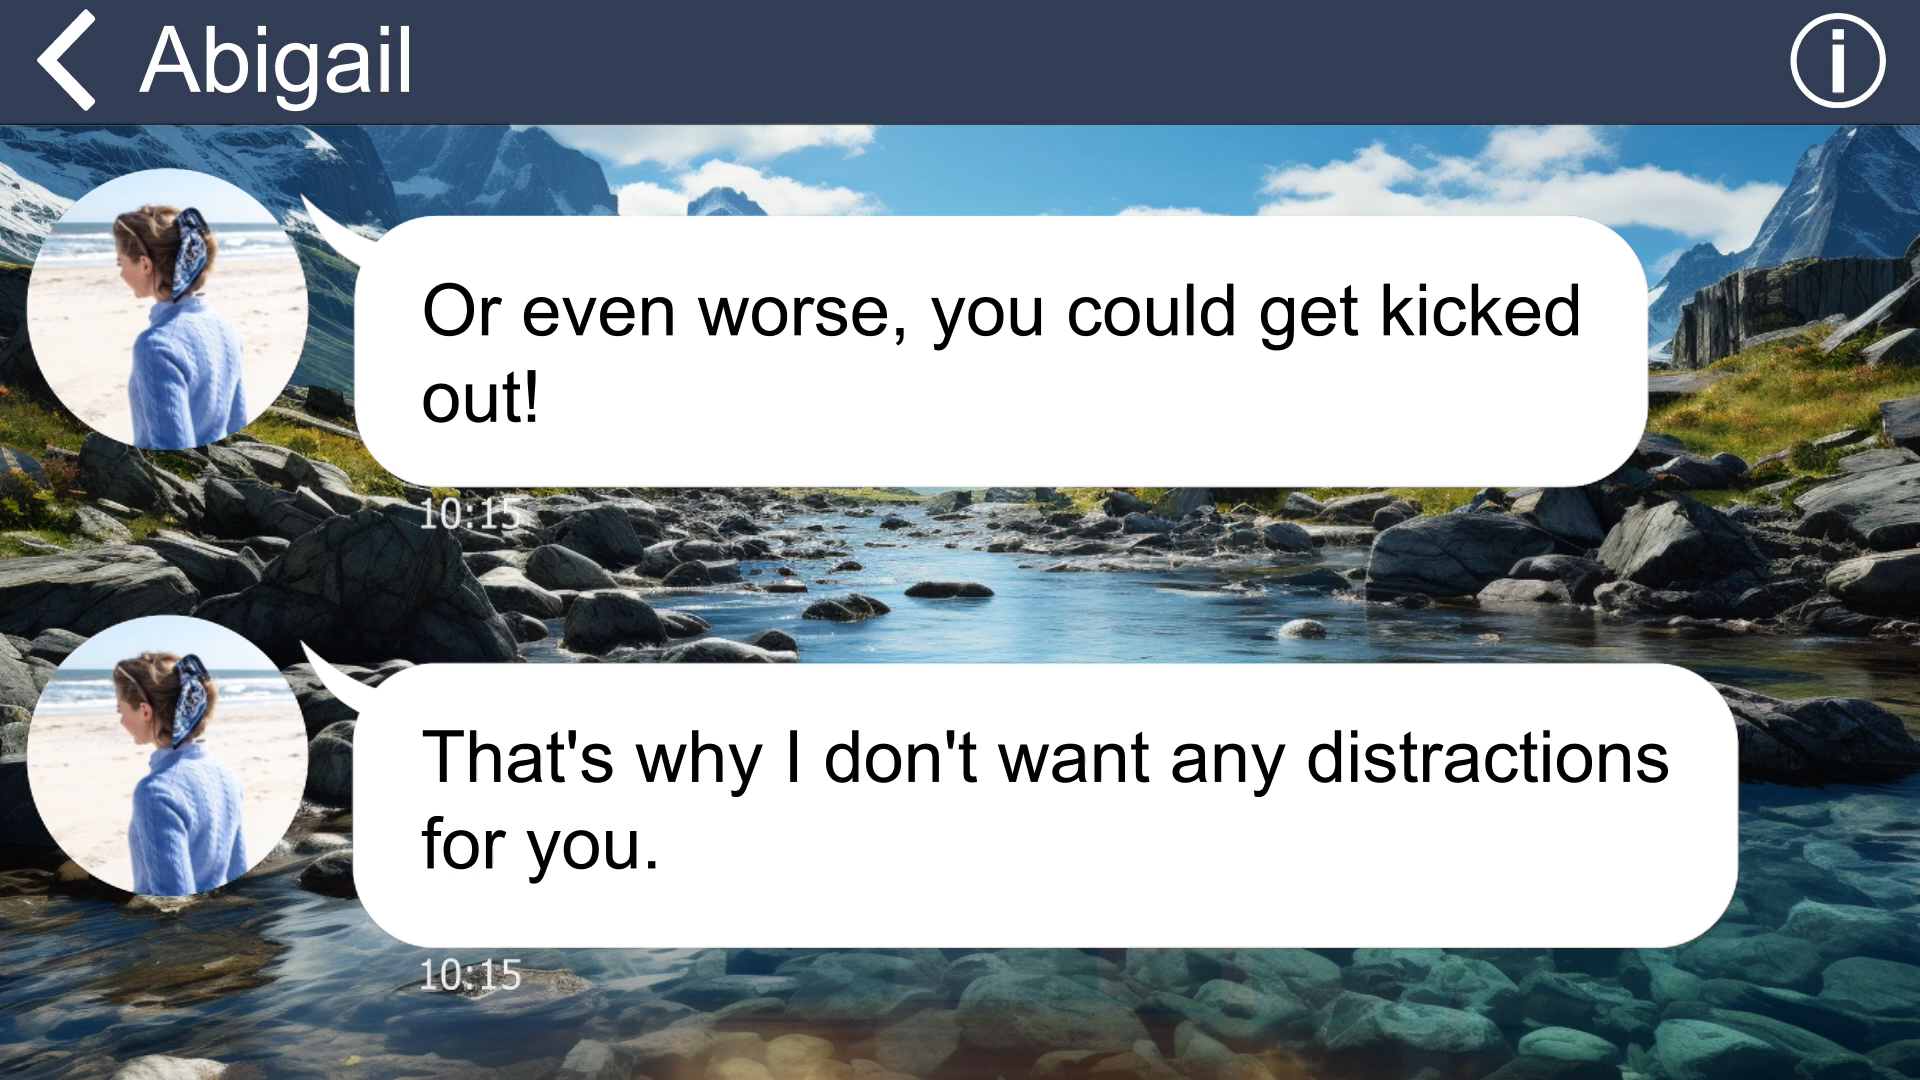 Abigail
Or even worse, you could get kicked
out!
10:15
That's why I don't want any distractions
for you.
10:15